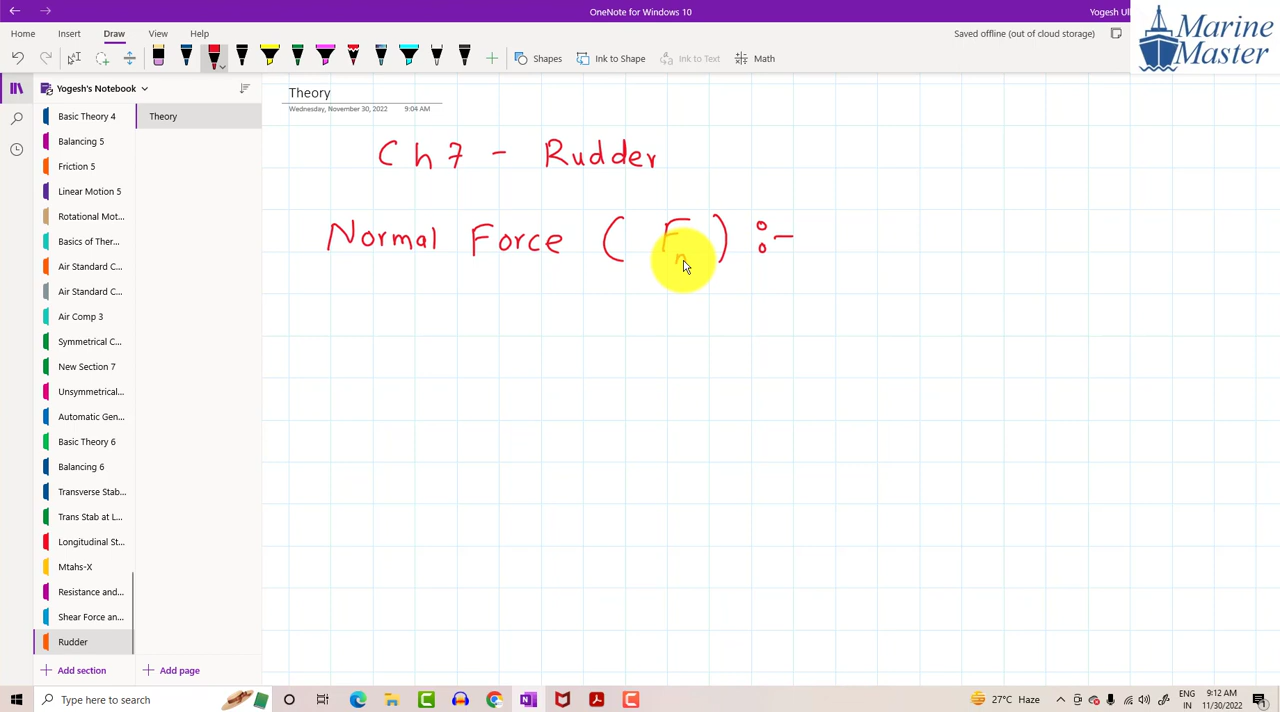 OneNote for Windows 10
Yogesh Ull
Home Insert Draw View Help
Saved offline (out of cloud storage)
Marine Master
Shapes Ink to Shape Ink to Text Math
Yogesh's Notebook
Basic Theory 4
Balancing 5
Friction 5
Linear Motion 5
Rotational Mot...
Basics of Ther...
Air Standard C...
Air Standard C...
Air Comp 3
Symmetrical C...
New Section 7
Unsymmetrical...
Automatic Gen...
Basic Theory 6
Balancing 6
Transverse Stab...
Trans Stab at L...
Longitudinal St...
Mtahs-X
Resistance and...
Shear Force an...
Rudder
Add section
Theory
Add page
Theory
Wednesday, November 30, 2022 9:04 AM
Ch 7 - Rudder
Normal Force ( Fn ) :-
Type here to search
27°C Haze
ENG
IN
9:12 AM
11/30/2022